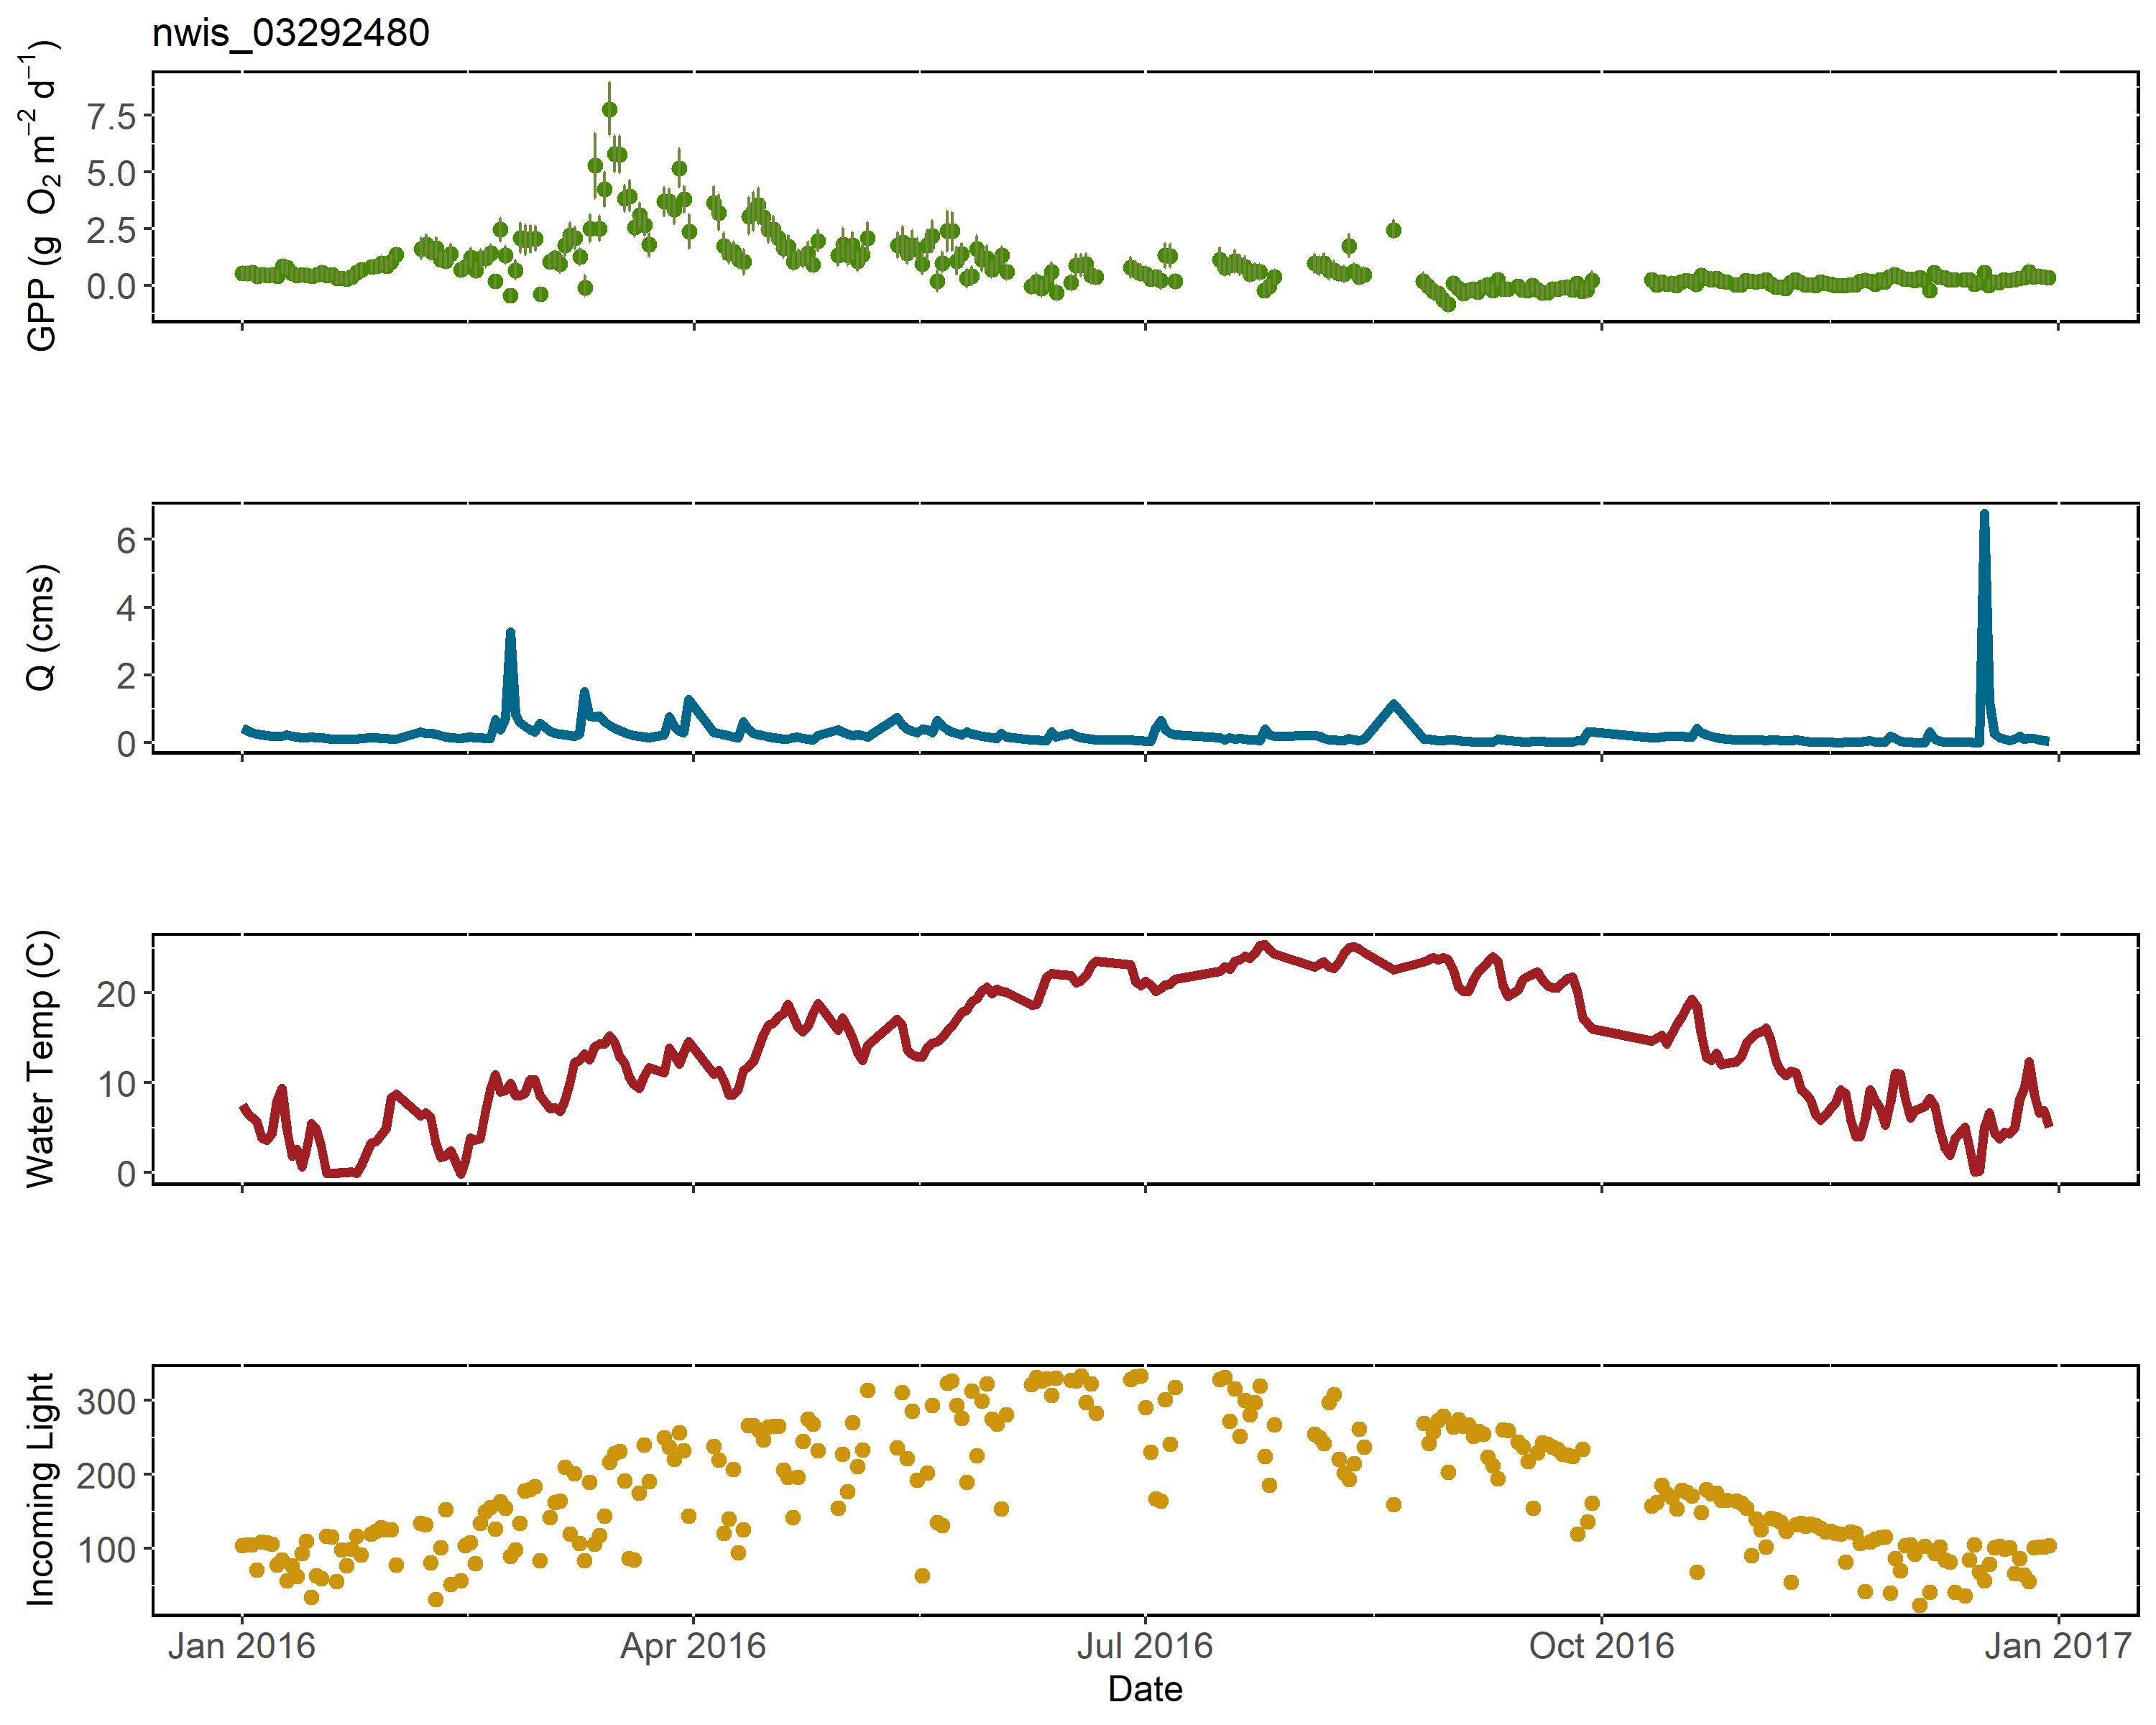 nwis_03292480
GPP (g O₂ m⁻² d⁻¹)
7.5
5.0
2.5
0.0
Q (cms)
6
4
2
0
Water Temp (C)
20
10
0
Incoming Light
300
200
100
Jan 2016 Apr 2016 Jul 2016 Oct 2016 Jan 2017
Date